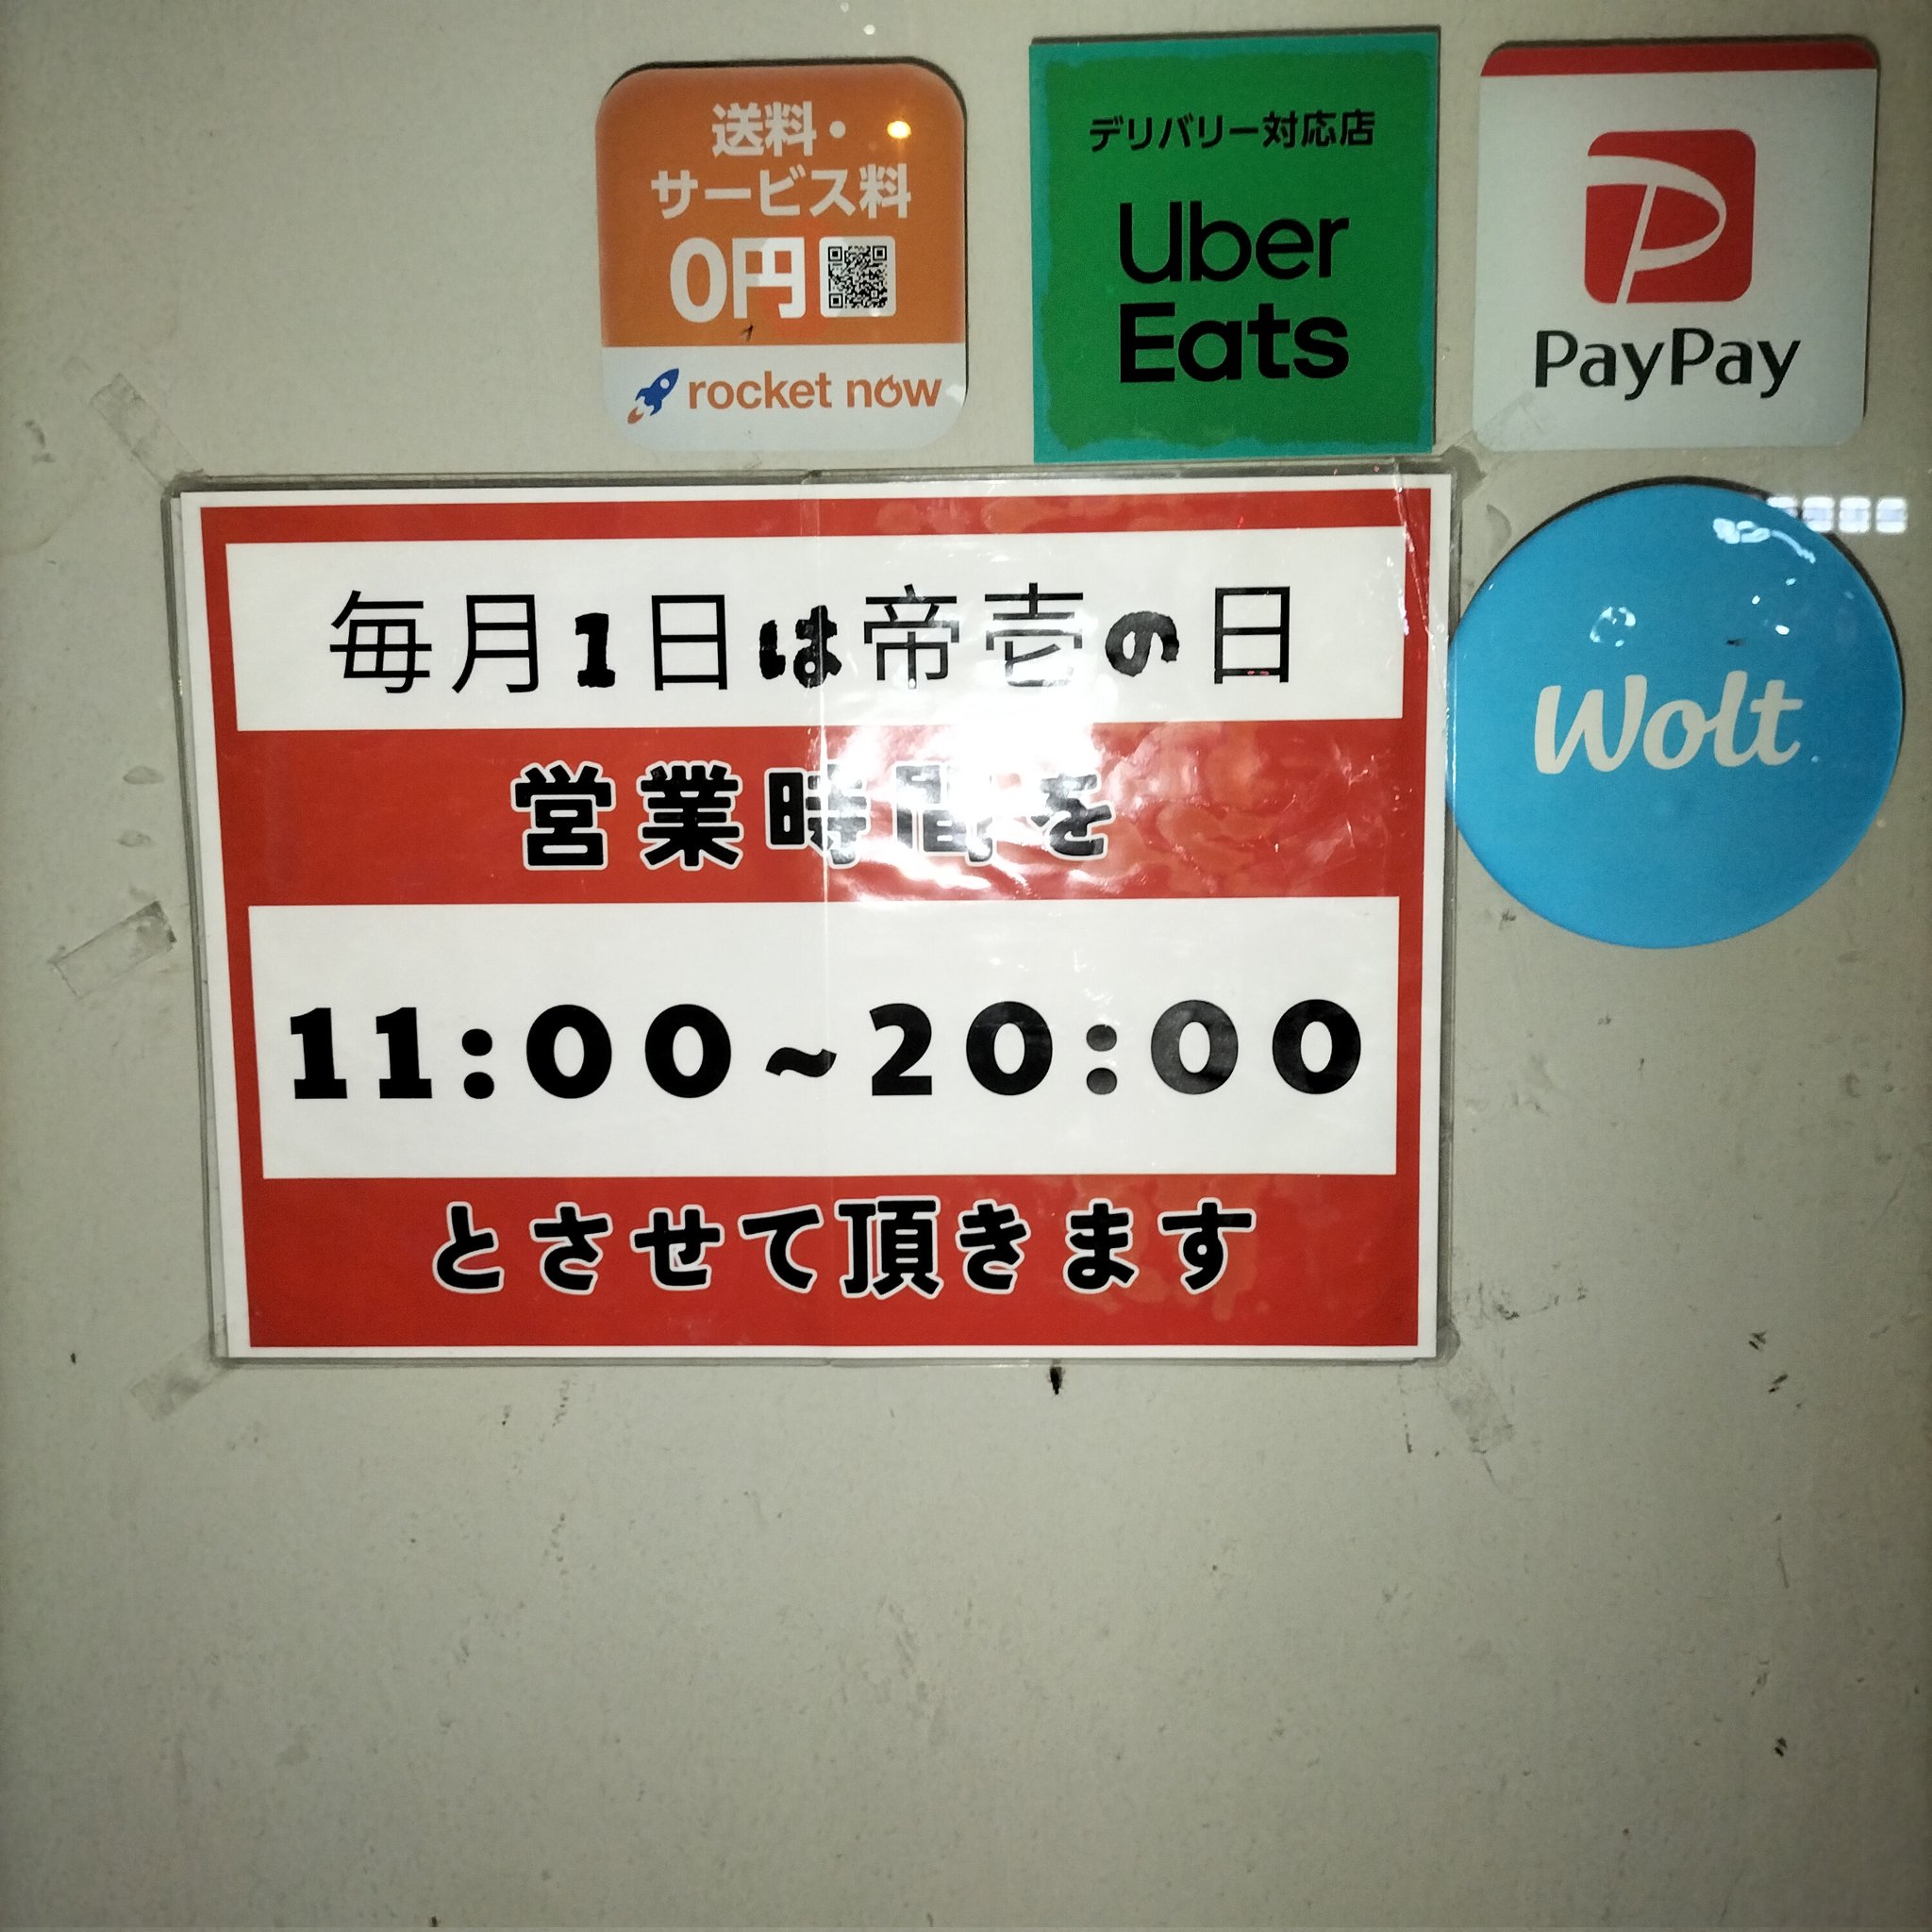 送料・
サービス料
0円
rocket now
デリバリー対応店
Uber
Eats
PayPay
Wolt
毎月1日は帝壱の日
営業時間を
11:00~20:00
とさせて頂きます